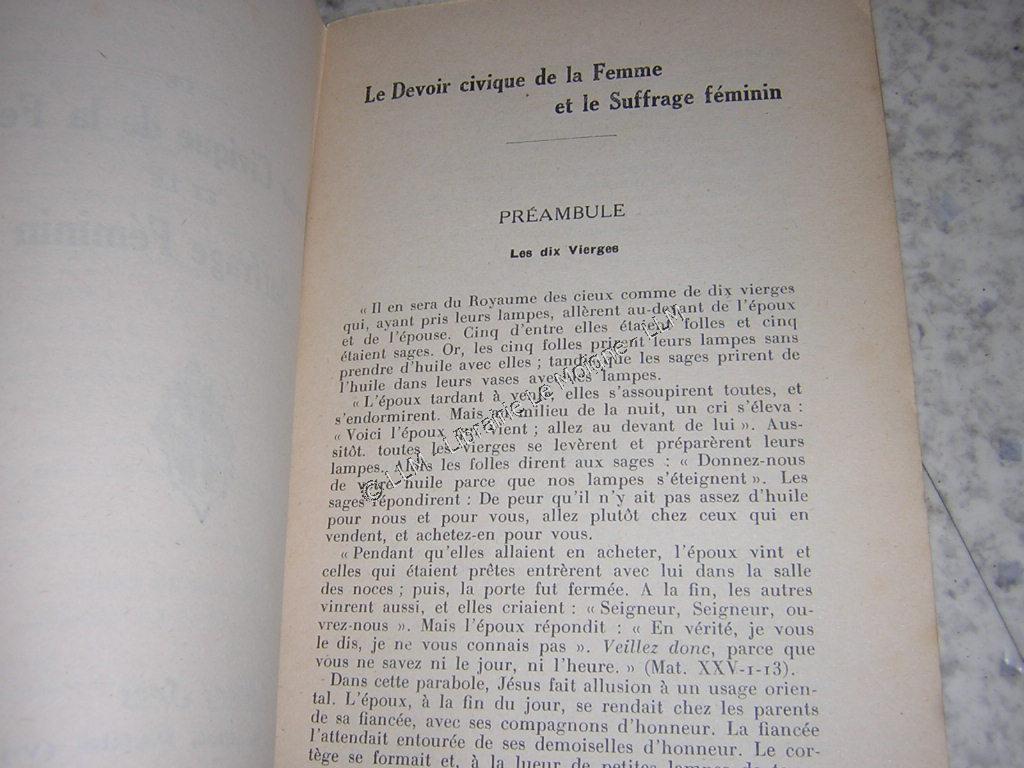 Le Devoir civique de la Femme
et le Suffrage féminin
PRÉAMBULE
Les dix Vierges
« Il en sera du Royaume des cieux comme de dix vierges
qui, ayant pris leurs lampes, allèrent au-devant de l'époux
et de l'épouse. Cinq d'entre elles étaient folles et cinq
étaient sages. Or, les cinq folles prirent leurs lampes sans
prendre d'huile avec elles ; tandis que les sages prirent de
l'huile dans leurs vases avec les lampes.
« L'époux tardant à venir, elles s'assoupirent toutes, et
s'endormirent. Mais au milieu de la nuit, un cri s'éleva :
« Voici l'époux qui vient ; allez au devant de lui ». Aus-
sitôt. toutes les vierges se levèrent et préparèrent leurs
lampes. Alors les folles dirent aux sages : « Donnez-nous
de votre huile parce que nos lampes s'éteignent ». Les
sages répondirent : De peur qu'il n'y ait pas assez d'huile
pour nous et pour vous, allez plutôt chez ceux qui en
vendent, et achetez-en pour vous.
« Pendant qu'elles allaient en acheter, l'époux vint et
celles qui étaient prêtes entrèrent avec lui dans la salle
des noces ; puis, la porte fut fermée. A la fin, les autres
vinrent aussi, et elles criaient : « Seigneur, Seigneur, ou-
vrez-nous ». Mais l'époux répondit : « En vérité, je vous
le dis, je ne vous connais pas ». Veillez donc, parce que
vous ne savez ni le jour, ni l'heure. » (Mat. XXV-1-13).
Dans cette parabole, Jésus fait allusion à un usage orien-
tal. L'époux, à la fin du jour, se rendait chez les parents
de sa fiancée, avec ses compagnons d'honneur. La fiancée
l'attendait entourée de ses demoiselles d'honneur. Le cor-
tège se formait et, à la lueur de petites lampes de
© LLM - Librairie Le Moigne - LLM